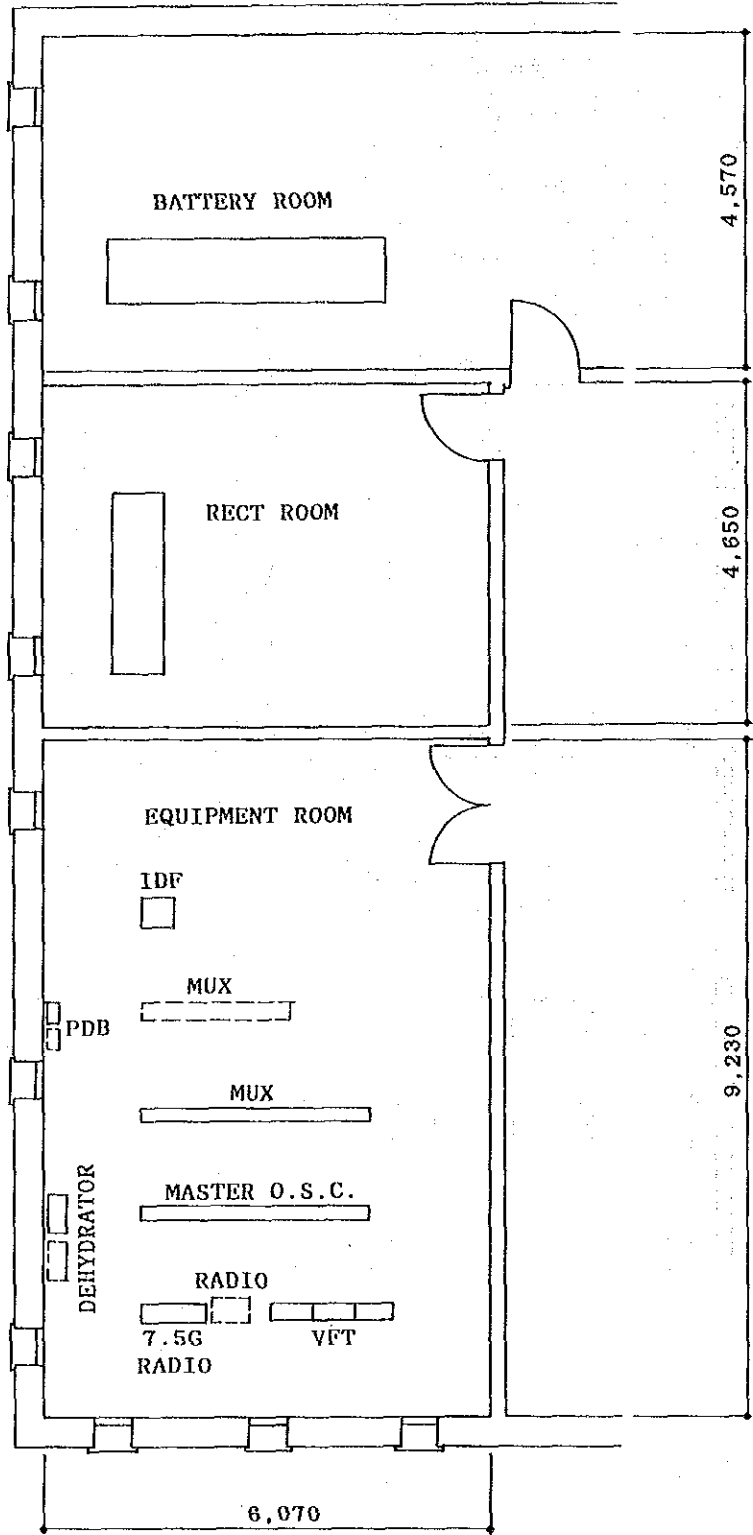 4,570
BATTERY ROOM
RECT ROOM
4,650
EQUIPMENT ROOM
IDF
MUX
PDB
9,230
MUX
DEHYDRATOR
MASTER O.S.C.
RADIO
7.5G
RADIO
VFT
6,070